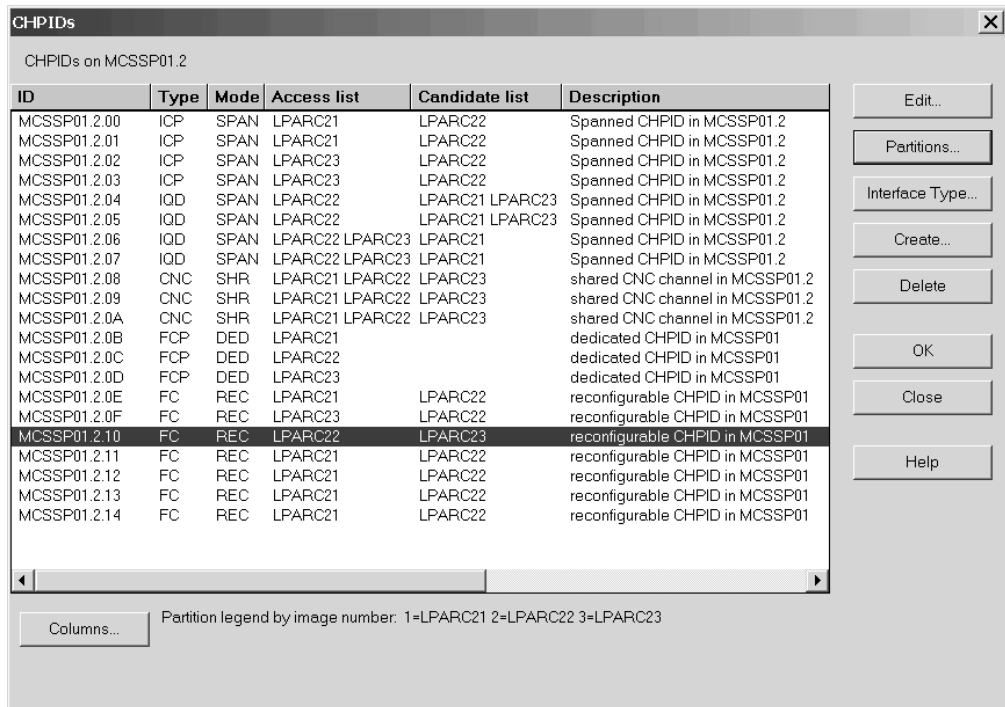 CHPIDs
CHPIDs on MCSSP01.2
ID Type Mode Access list Candidate list Description
MCSSP01.2.00 ICP SPAN LPARC21 LPARC22 Spanned CHPID in MCSSP01.2
MCSSP01.2.01 ICP SPAN LPARC21 LPARC22 Spanned CHPID in MCSSP01.2
MCSSP01.2.02 ICP SPAN LPARC23 LPARC22 Spanned CHPID in MCSSP01.2
MCSSP01.2.03 ICP SPAN LPARC23 LPARC22 Spanned CHPID in MCSSP01.2
MCSSP01.2.04 IQD SPAN LPARC22 LPARC21 LPARC23 Spanned CHPID in MCSSP01.2
MCSSP01.2.05 IQD SPAN LPARC22 LPARC21 LPARC23 Spanned CHPID in MCSSP01.2
MCSSP01.2.06 IQD SPAN LPARC22 LPARC23 LPARC21 Spanned CHPID in MCSSP01.2
MCSSP01.2.07 IQD SPAN LPARC22 LPARC23 LPARC21 Spanned CHPID in MCSSP01.2
MCSSP01.2.08 CNC SHR LPARC21 LPARC22 LPARC23 shared CNC channel in MCSSP01.2
MCSSP01.2.09 CNC SHR LPARC21 LPARC22 LPARC23 shared CNC channel in MCSSP01.2
MCSSP01.2.0A CNC SHR LPARC21 LPARC22 LPARC23 shared CNC channel in MCSSP01.2
MCSSP01.2.0B FCP DED LPARC21 dedicated CHPID in MCSSP01
MCSSP01.2.0C FCP DED LPARC22 dedicated CHPID in MCSSP01
MCSSP01.2.0D FCP DED LPARC23 dedicated CHPID in MCSSP01
MCSSP01.2.0E FC REC LPARC21 LPARC22 reconfigurable CHPID in MCSSP01
MCSSP01.2.0F FC REC LPARC23 LPARC22 reconfigurable CHPID in MCSSP01
MCSSP01.2.10 FC REC LPARC22 LPARC23 reconfigurable CHPID in MCSSP01
MCSSP01.2.11 FC REC LPARC21 LPARC22 reconfigurable CHPID in MCSSP01
MCSSP01.2.12 FC REC LPARC21 LPARC22 reconfigurable CHPID in MCSSP01
MCSSP01.2.13 FC REC LPARC21 LPARC22 reconfigurable CHPID in MCSSP01
MCSSP01.2.14 FC REC LPARC21 LPARC22 reconfigurable CHPID in MCSSP01
Edit...
Partitions...
Interface Type...
Create...
Delete
OK
Close
Help
Columns...
Partition legend by image number: 1=LPARC21 2=LPARC22 3=LPARC23